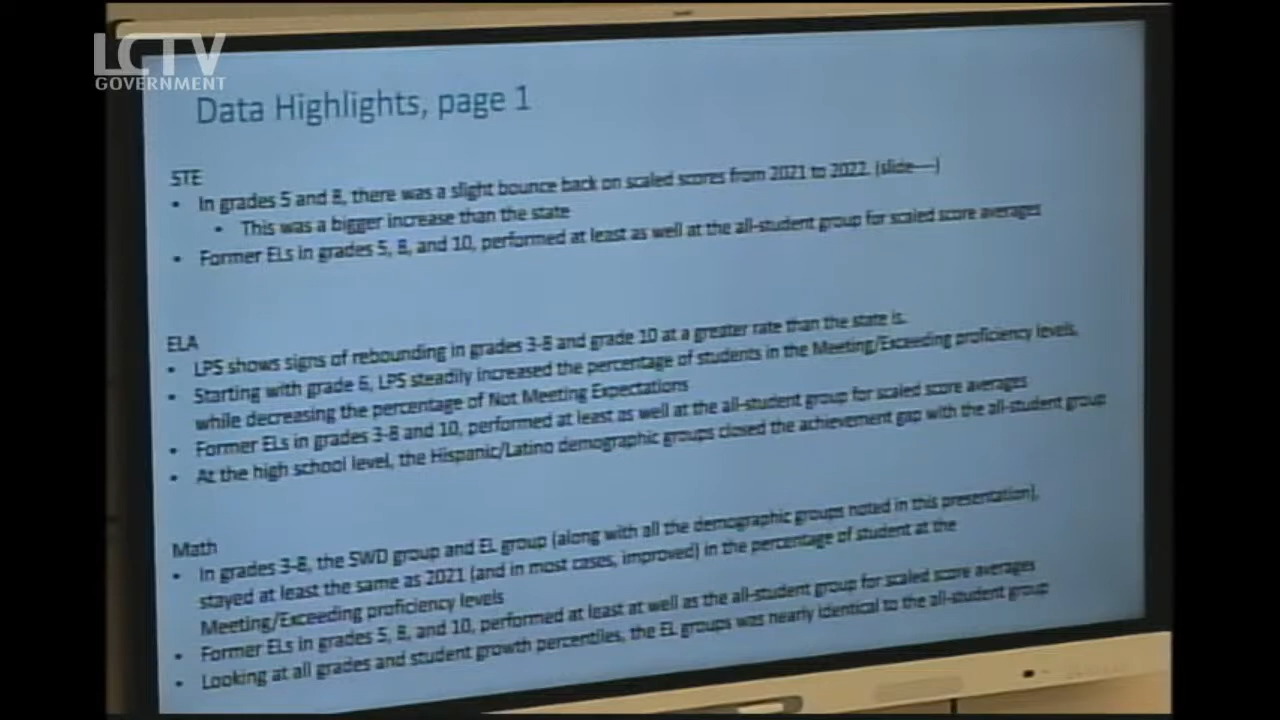 LCTV
GOVERNMENT
Data Highlights, page 1
STE
• In grades 5 and 8, there was a slight bounce back on scaled scores from 2021 to 2022. (slide---)
• This was a bigger increase than the state
• Former ELs in grades 5, 8, and 10, performed at least as well at the all-student group for scaled score averages
ELA
• LPS shows signs of rebounding in grades 3-8 and grade 10 at a greater rate than the state is.
• Starting with grade 6, LPS steadily increased the percentage of students in the Meeting/Exceeding proficiency levels,
while decreasing the percentage of Not Meeting Expectations
• Former ELs in grades 3-8 and 10, performed at least as well at the all-student group for scaled score averages
• At the high school level, the Hispanic/Latino demographic groups closed the achievement gap with the all-student group
Math
• In grades 3-8, the SWD group and EL group (along with all the demographic groups noted in this presentation),
stayed at least the same as 2021 (and in most cases, improved) in the percentage of student at the
Meeting/Exceeding proficiency levels
• Former ELs in grades 5, 8, and 10, performed at least at well as the all-student group for scaled score averages
• Looking at all grades and student growth percentiles, the EL groups was nearly identical to the all-student group